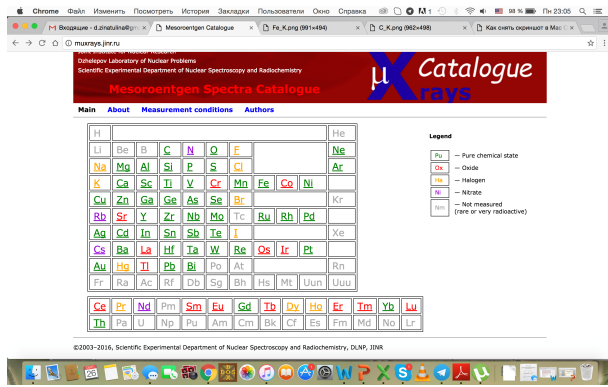 Chrome Файл Изменить Посмотреть История Закладки Пользователи Окно Справка 98 % Пн 23:05
Входящие - d.zinatulina@gm Mesoroentgen Catalogue Fe_K.png (991×494) C_K.png (962×498) Как снять скриншот в Mac
muxrays.jinr.ru
Dzhelepov Laboratory of Nuclear Problems
Scientific Experimental Department of Nuclear Spectroscopy and Radiochemistry
Mesoroentgen Spectra Catalogue
μ Catalogue
X rays
Main About Measurement conditions Authors
H He
Li Be B C N O F Ne
Na Mg Al Si P S Cl Ar
K Ca Sc Ti V Cr Mn Fe Co Ni
Cu Zn Ga Ge As Se Br Kr
Rb Sr Y Zr Nb Mo Tc Ru Rh Pd
Ag Cd In Sn Sb Te I Xe
Cs Ba La Hf Ta W Re Os Ir Pt
Au Hg Tl Pb Bi Po At Rn
Fr Ra Ac Rf Db Sg Bh Hs Mt Uun Uuu
Ce Pr Nd Pm Sm Eu Gd Tb Dy Ho Er Tm Yb Lu
Th Pa U Np Pu Am Cm Bk Cf Es Fm Md No Lr
Legend
Pu — Pure chemical state
Ox — Oxide
Ha — Halogen
Ni — Nitrate
Nm — Not measured
(rare or very radioactive)
©2003–2016, Scientific Experimental Department of Nuclear Spectroscopy and Radiochemistry, DLNP, JINR